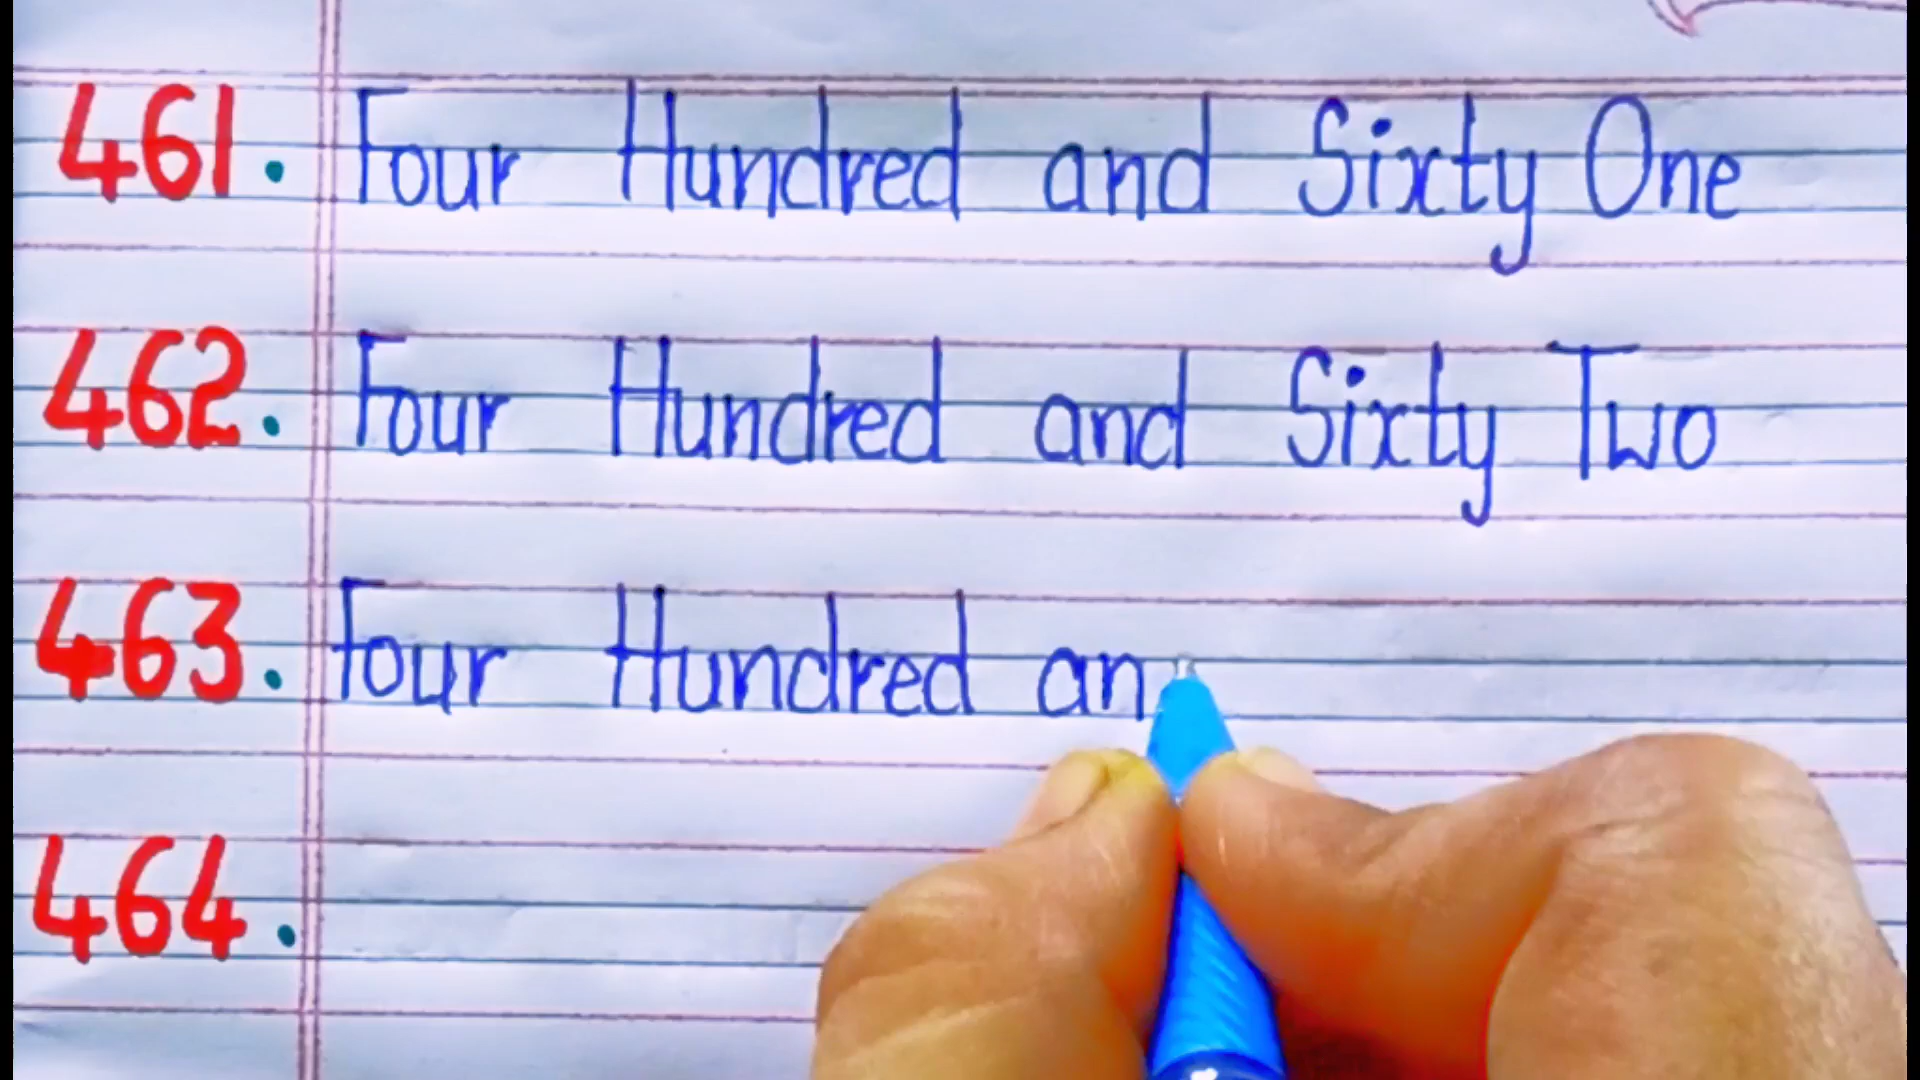 461. Four Hundred and Sixty One
462. Four Hundred and Sixty Two
463. Four Hundred an
464.